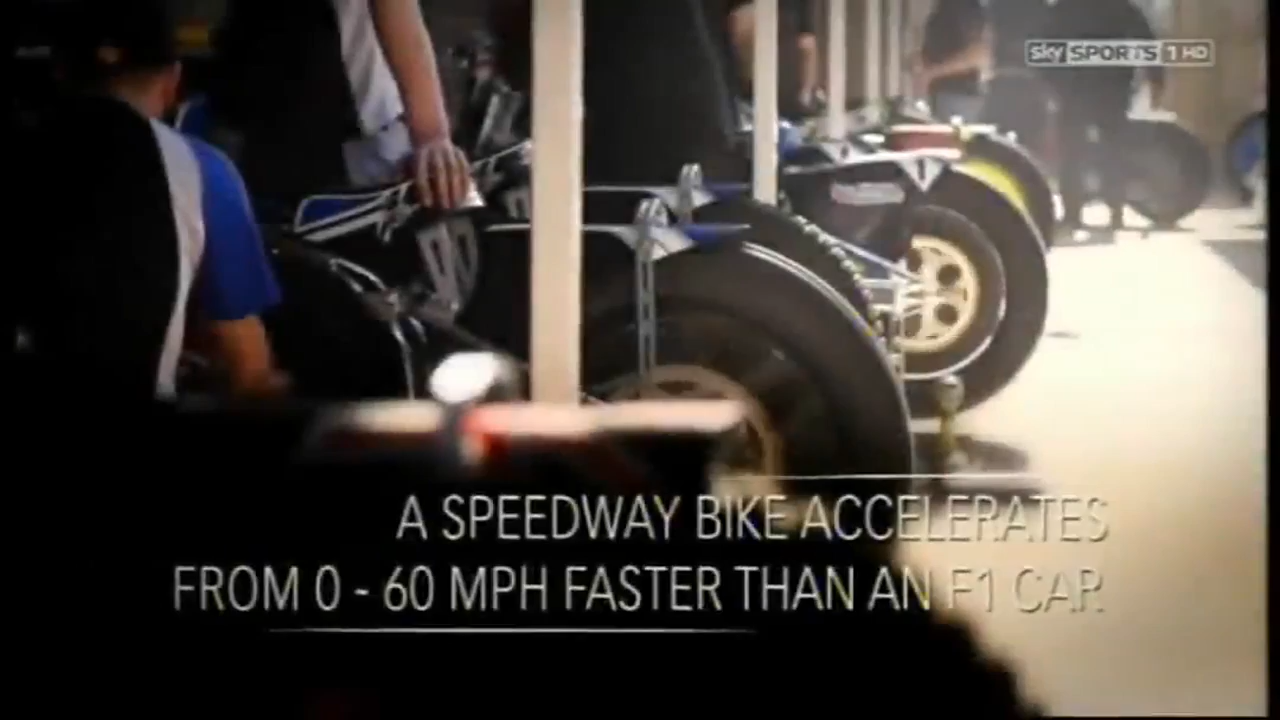 sky SPORTS 1 HD
A SPEEDWAY BIKE ACCELERATES
FROM 0 - 60 MPH FASTER THAN AN F1 CAR